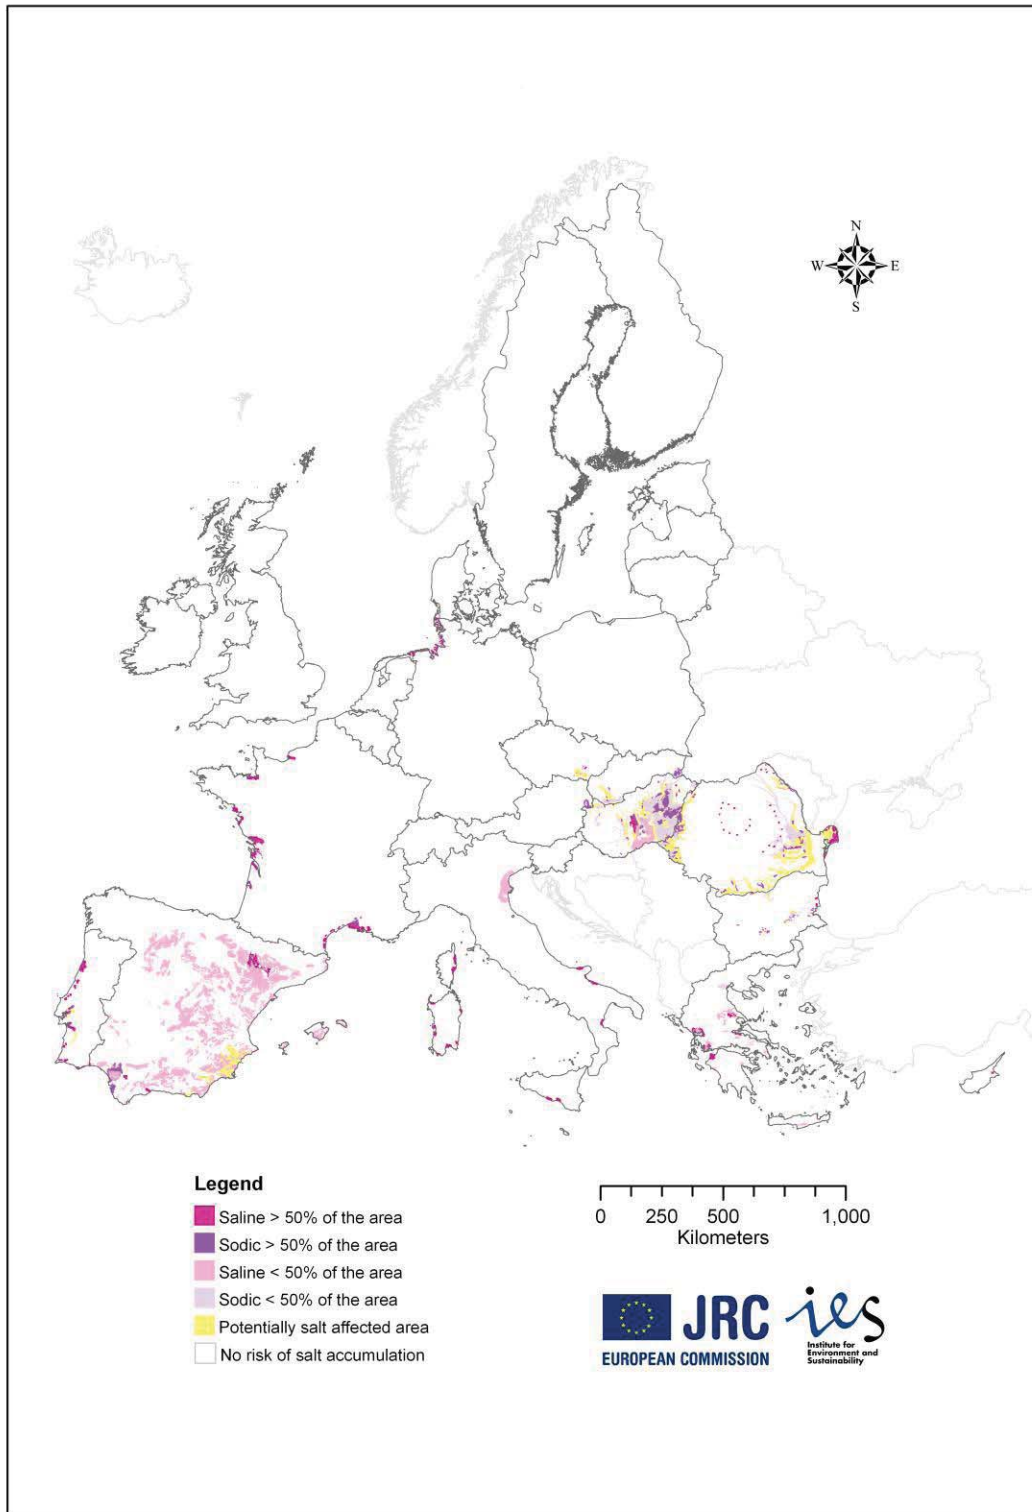 N
W E
S
Legend
Saline > 50% of the area
Sodic > 50% of the area
Saline < 50% of the area
Sodic < 50% of the area
Potentially salt affected area
No risk of salt accumulation
0 250 500 1,000
Kilometers
JRC
EUROPEAN COMMISSION
ies
Institute for
Environment and
Sustainability